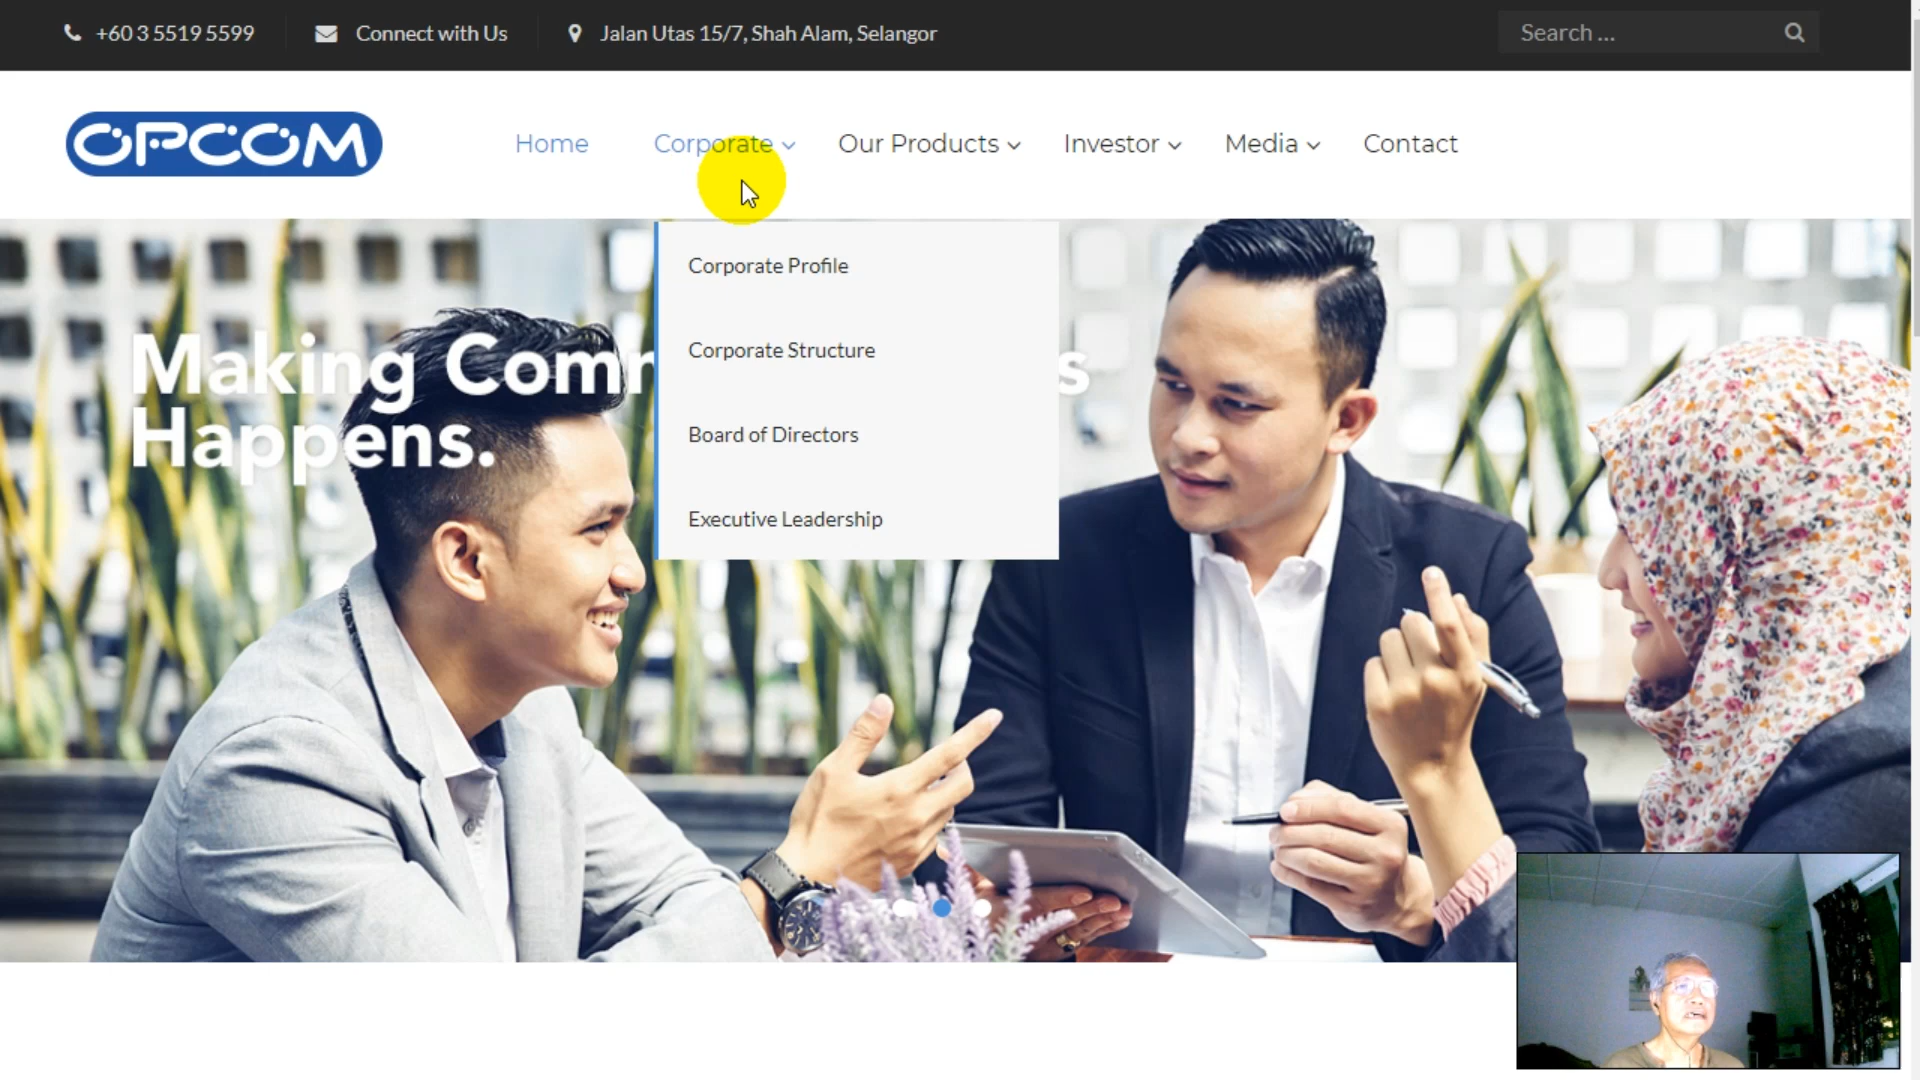 +60 3 5519 5599
Connect with Us
Jalan Utas 15/7, Shah Alam, Selangor
Search ...
OPCOM
Home
Corporate
Our Products
Investor
Media
Contact
Corporate Profile
Corporate Structure
Board of Directors
Executive Leadership
Making
Happens.